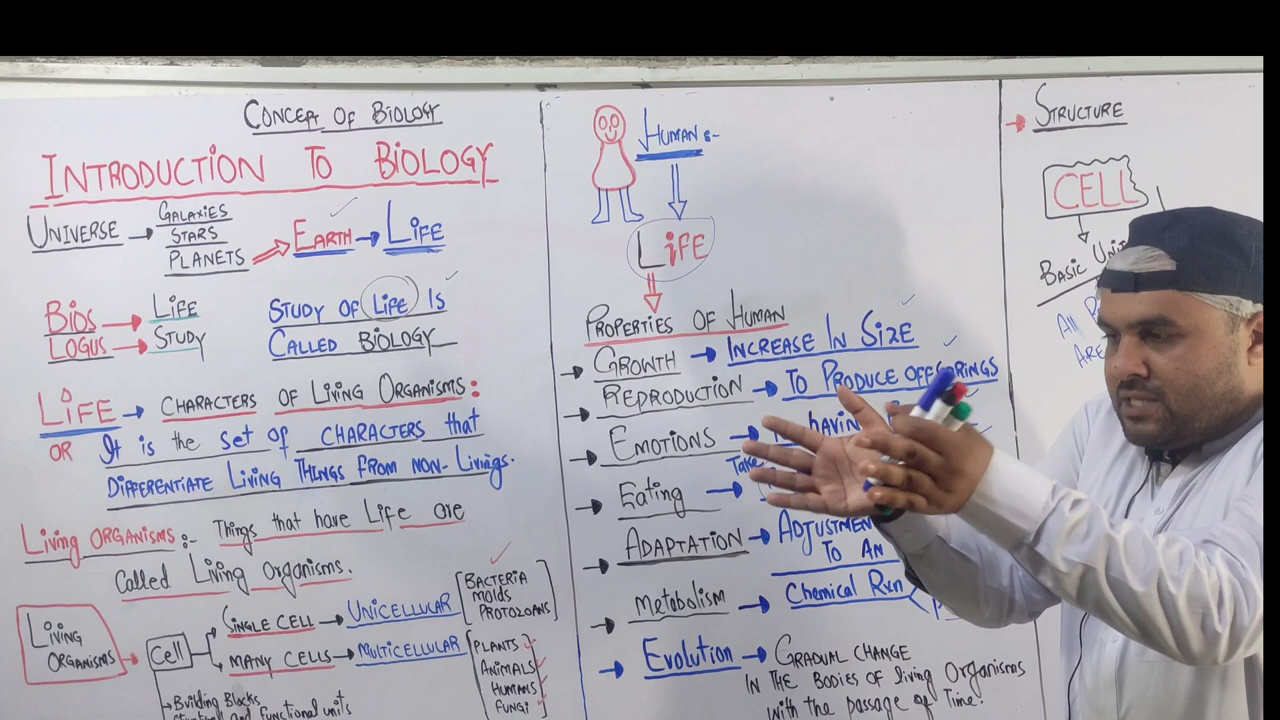 CONCEPT OF BIOLOGY
INTRODUCTION TO BIOLOGY
UNIVERSE → GALAXIES
STARS
PLANETS ⇒ EARTH → LIFE
BIOS → LIFE
LOGUS → STUDY
STUDY OF LIFE IS
CALLED BIOLOGY
LIFE → CHARACTERS OF LIVING ORGANISMS:
OR It is the set of CHARACTERS that
DIFFERENTIATE LIVING THINGS FROM NON-Livings.
Living ORGANISMS:- Things that have Life are
Called Living Organisms.
LIVING
ORGANISMS → Cell
SINGLE CELL → UNICELLULAR
BACTERIA
MOLDS
PROTOZOANS
MANY CELLS → MULTICELLULAR
PLANTS
ANIMALS
HUMANS
FUNGI
→ Building Blocks
and Functional units
HUMAN:-
LIFE
PROPERTIES OF HUMAN
→ GROWTH → INCREASE IN SIZE
→ REPRODUCTION → TO PRODUCE OFFSPRINGS
→ EMOTIONS → having
→ Eating → Take
→ ADAPTATION → ADJUSTMEN
TO AN
→ Metabolism → Chemical Rxn
→ Evolution → GRADUAL CHANGE
IN THE BODIES OF living Organisms
with the passage of Time.
→ STRUCTURE
CELL
BASIC Unit
All
ARE